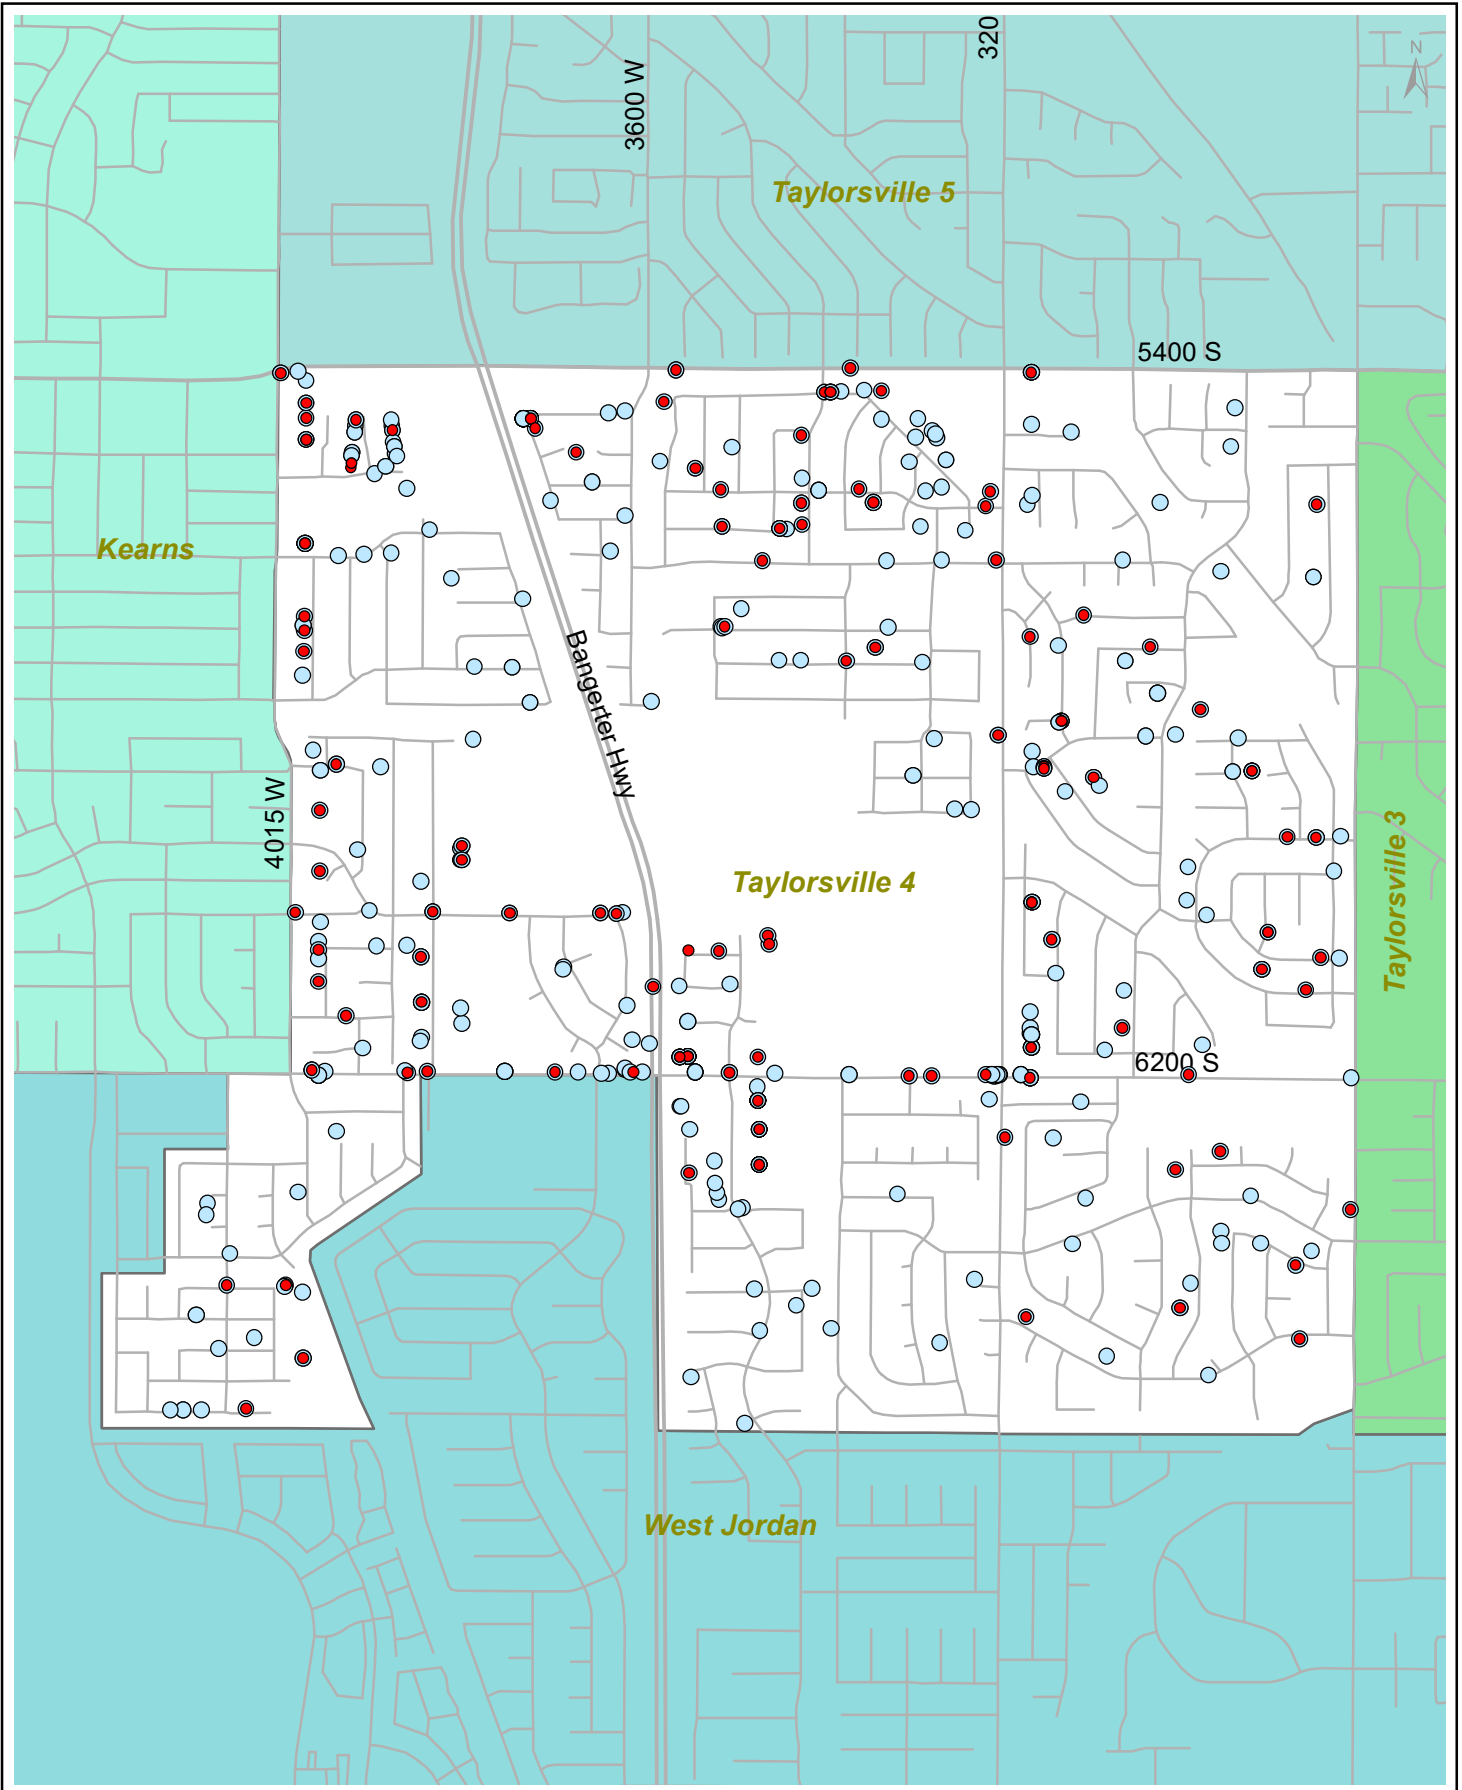 320
N
3600 W
Taylorsville 5
5400 S
Kearns
Bangerter Hwy
4015 W
Taylorsville 4
Taylorsville 3
6200 S
West Jordan